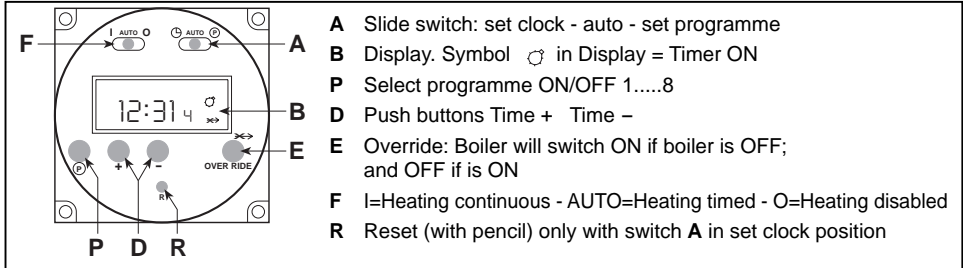 I AUTO O
AUTO P
F
A
12:31 4
B
E
P
+
-
OVER RIDE
R
P D R
A Slide switch: set clock - auto - set programme
B Display. Symbol in Display = Timer ON
P Select programme ON/OFF 1.....8
D Push buttons Time + Time –
E Override: Boiler will switch ON if boiler is OFF;
and OFF if is ON
F I=Heating continuous - AUTO=Heating timed - O=Heating disabled
R Reset (with pencil) only with switch A in set clock position